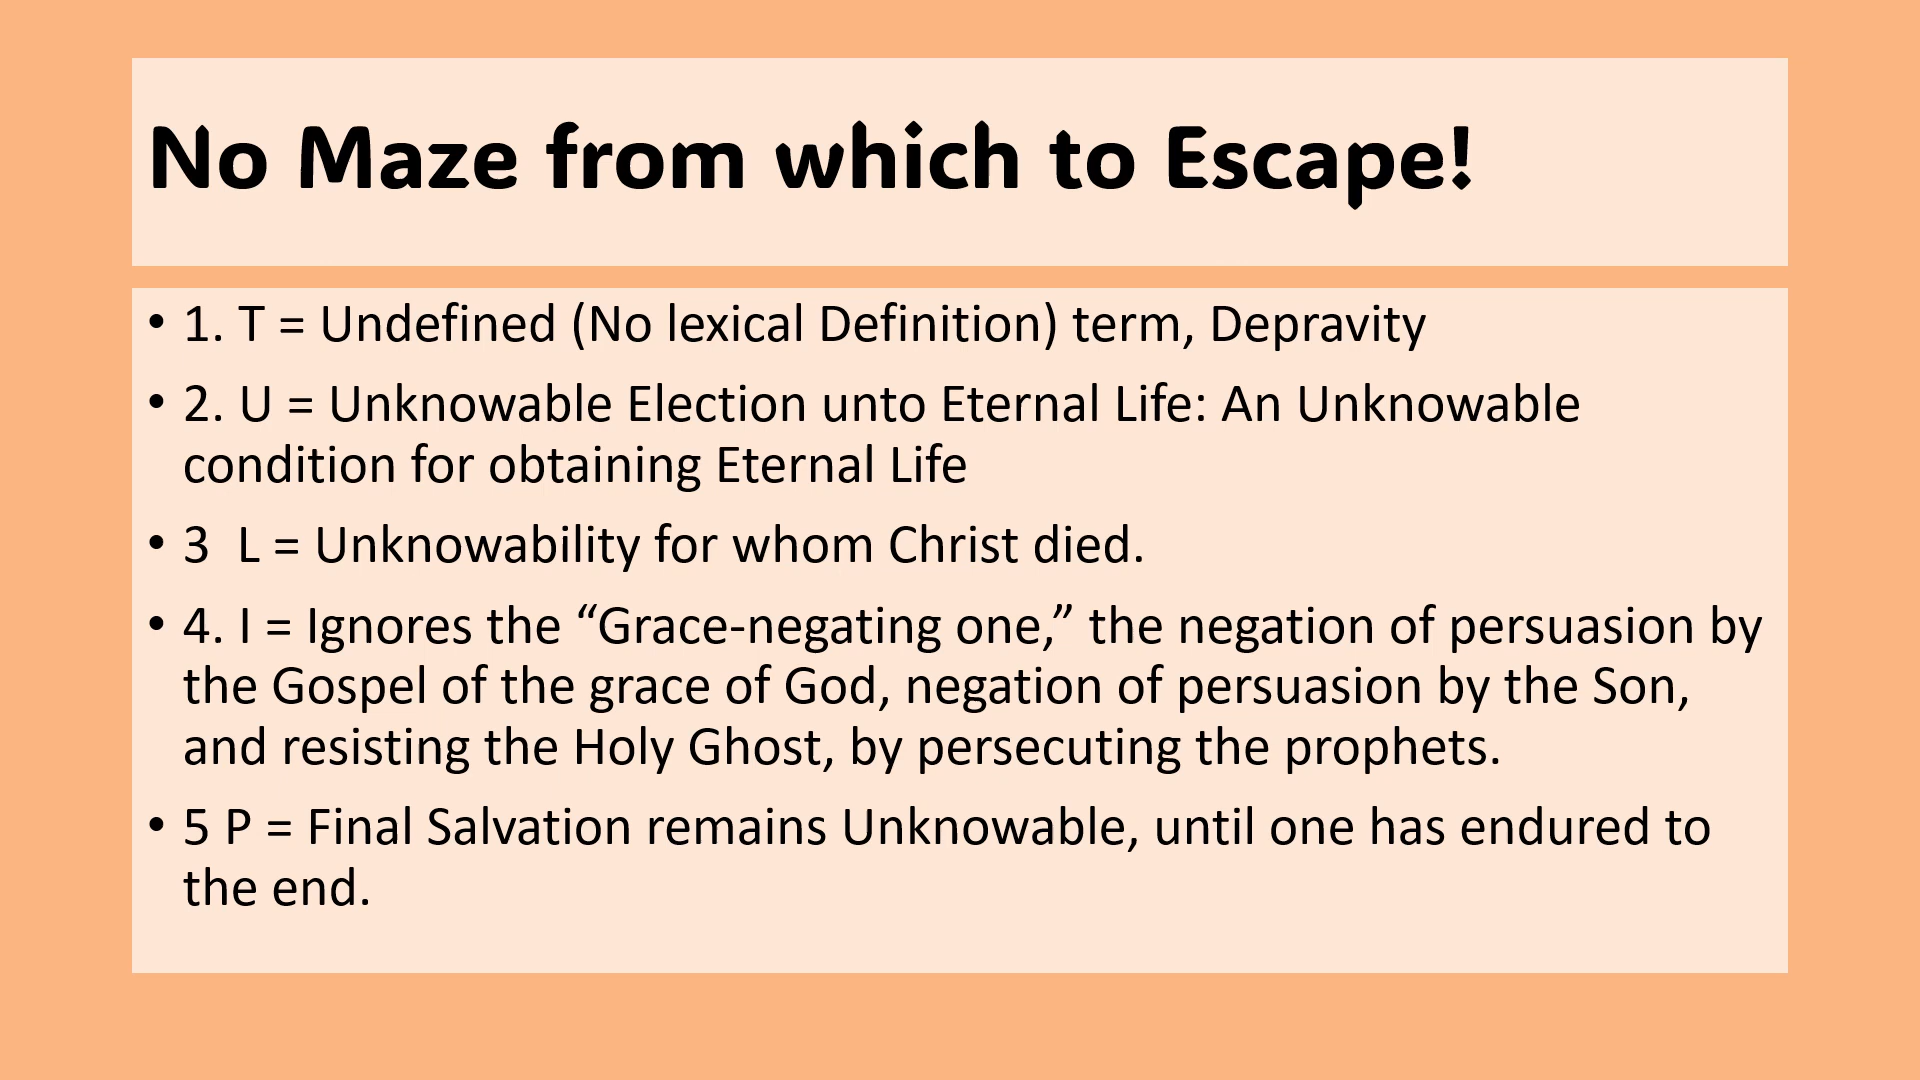 No Maze from which to Escape!
• 1. T = Undefined (No lexical Definition) term, Depravity
• 2. U = Unknowable Election unto Eternal Life: An Unknowable
condition for obtaining Eternal Life
• 3  L = Unknowability for whom Christ died.
• 4. I = Ignores the “Grace-negating one,” the negation of persuasion by
the Gospel of the grace of God, negation of persuasion by the Son,
and resisting the Holy Ghost, by persecuting the prophets.
• 5 P = Final Salvation remains Unknowable, until one has endured to
the end.